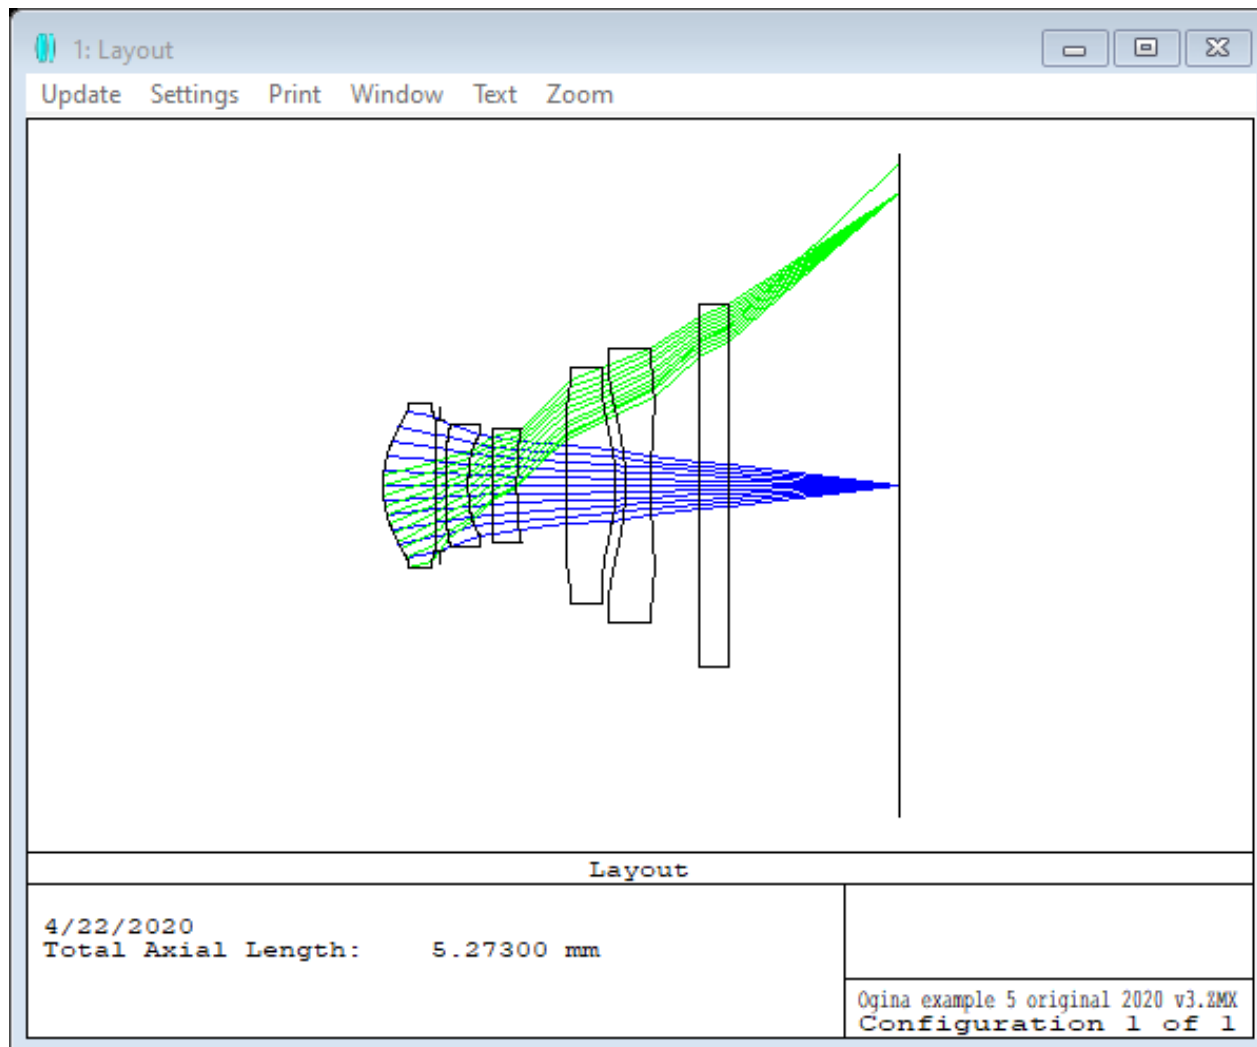 1: Layout
Update Settings Print Window Text Zoom
Layout
4/22/2020
Total Axial Length: 5.27300 mm
Ogina example 5 original 2020 v3.ZMX
Configuration 1 of 1